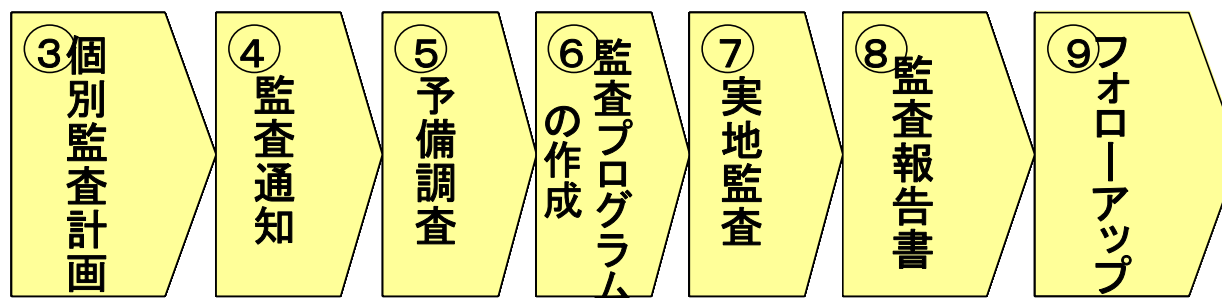 ③個別監査計画
④監査通知
⑤予備調査
⑥監査プログラム
の作成
⑦実地監査
⑧監査報告書
⑨フォローアップ